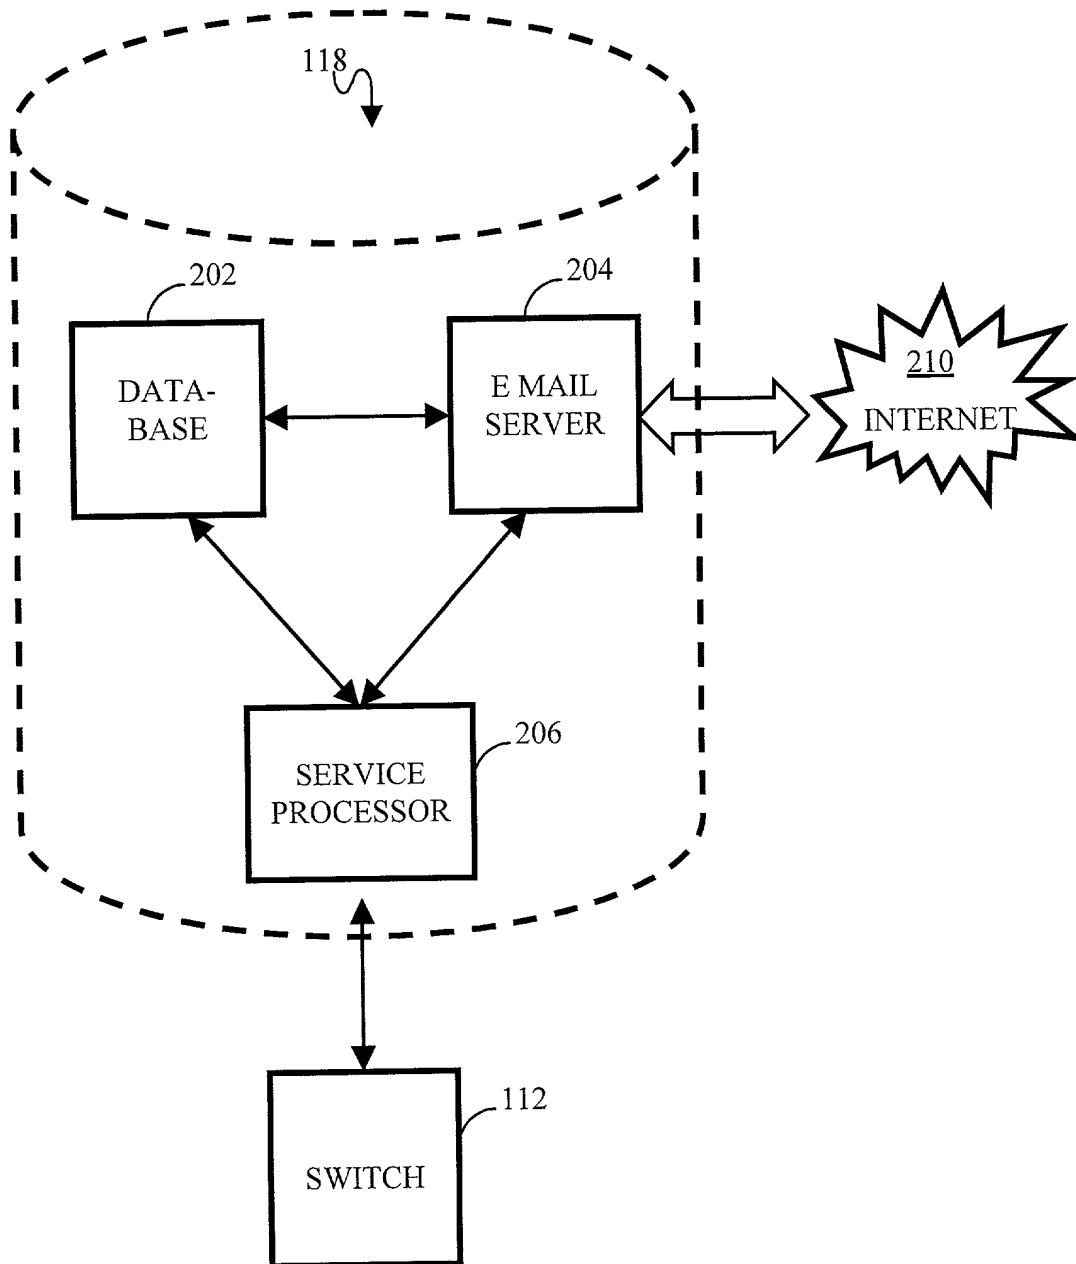 118
202
204
DATA-
BASE
E MAIL
SERVER
210
INTERNET
206
SERVICE
PROCESSOR
112
SWITCH